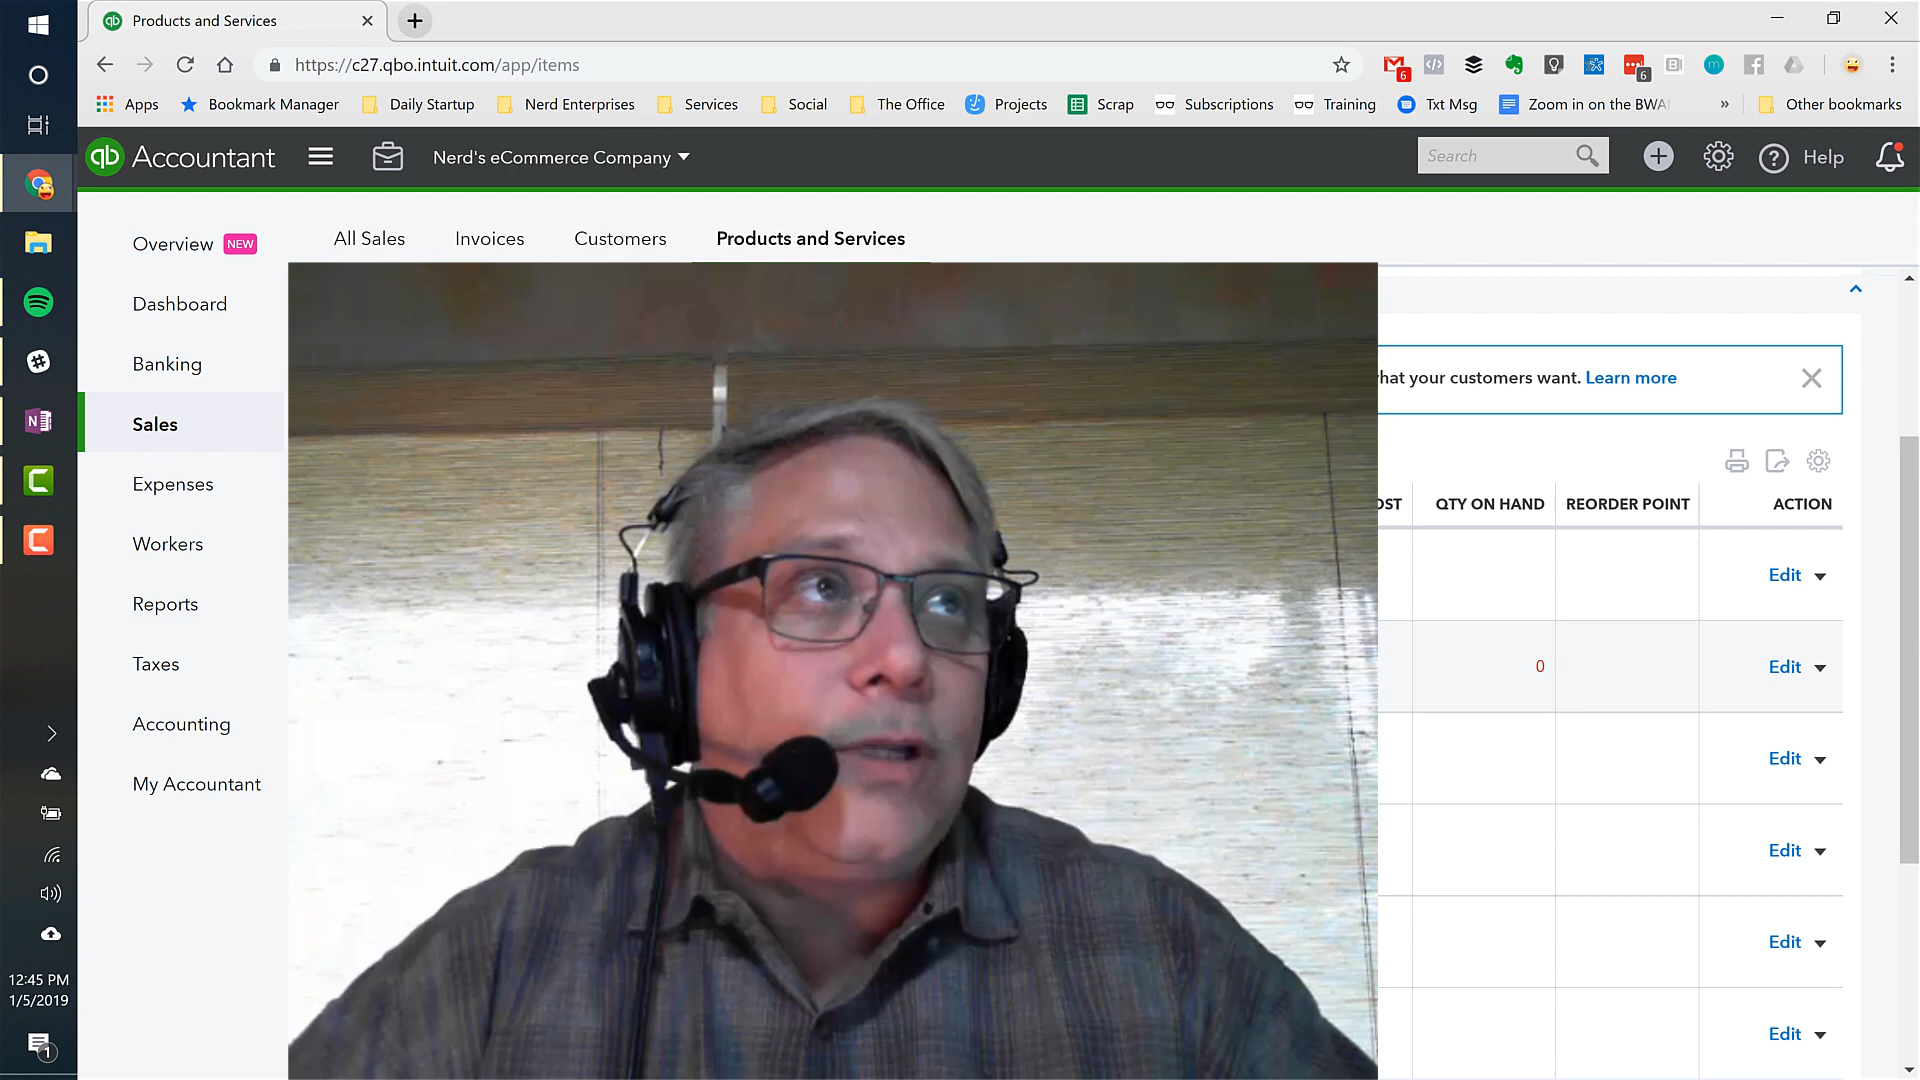 Products and Services
https://c27.qbo.intuit.com/app/items
6
6
Apps
Bookmark Manager
Daily Startup
Nerd Enterprises
Services
Social
The Office
Projects
Scrap
Subscriptions
Training
Txt Msg
Zoom in on the BWA
»
Other bookmarks
qb Accountant
Nerd's eCommerce Company
Search
Help
Overview NEW
Dashboard
Banking
Sales
Expenses
Workers
Reports
Taxes
Accounting
My Accountant
All Sales
Invoices
Customers
Products and Services
hat your customers want. Learn more
OST
QTY ON HAND
REORDER POINT
ACTION
Edit
0
Edit
Edit
Edit
Edit
Edit
12:45 PM
1/5/2019
1